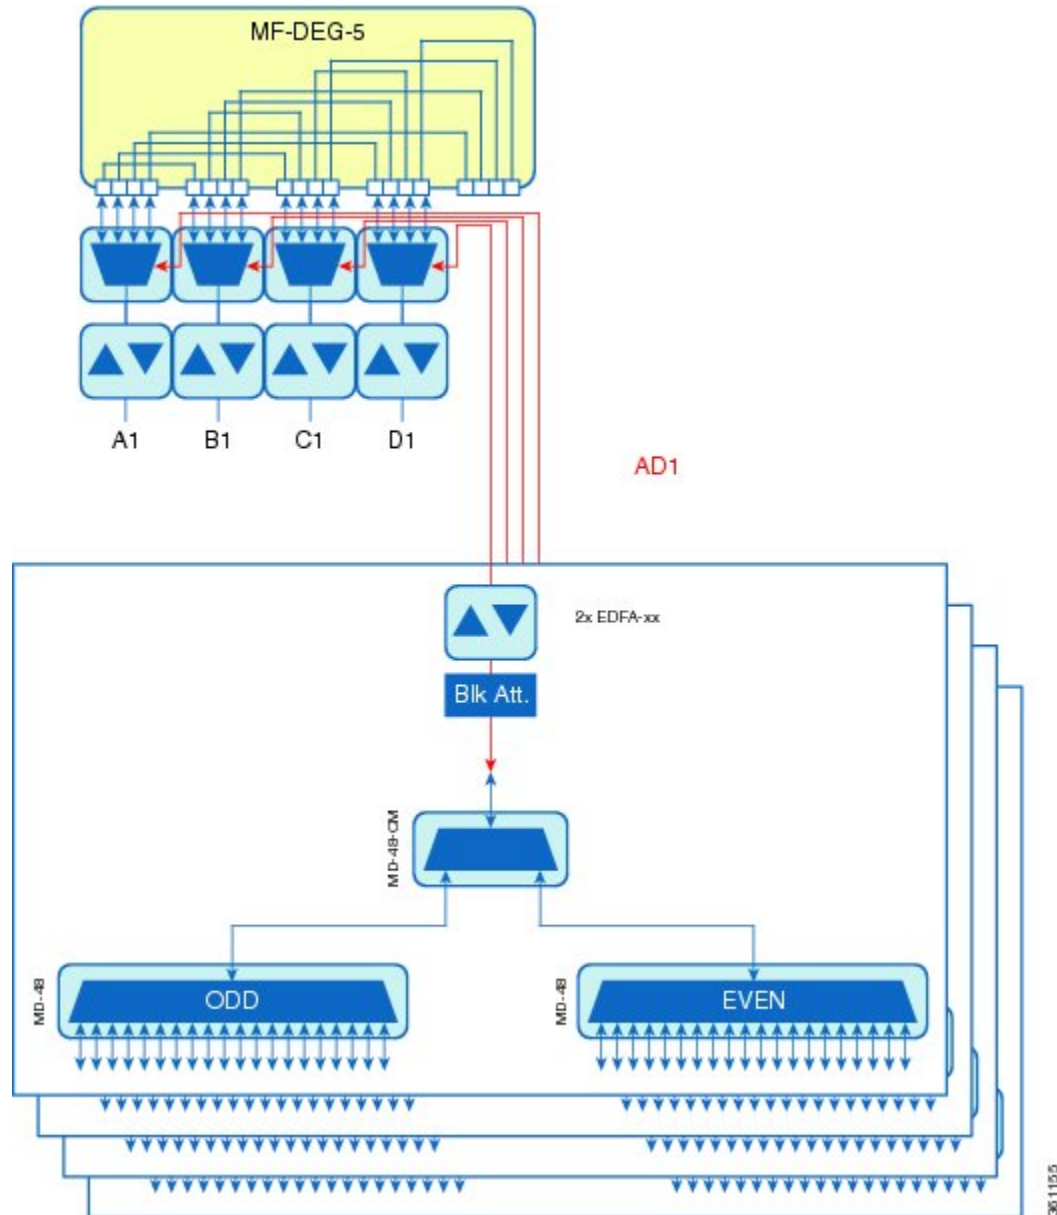 MF-DEG-5
A1
B1
C1
D1
AD1
2x EDFA-xx
Blk Att.
MD-48-CM
MD-48
ODD
MD-48
EVEN
361155